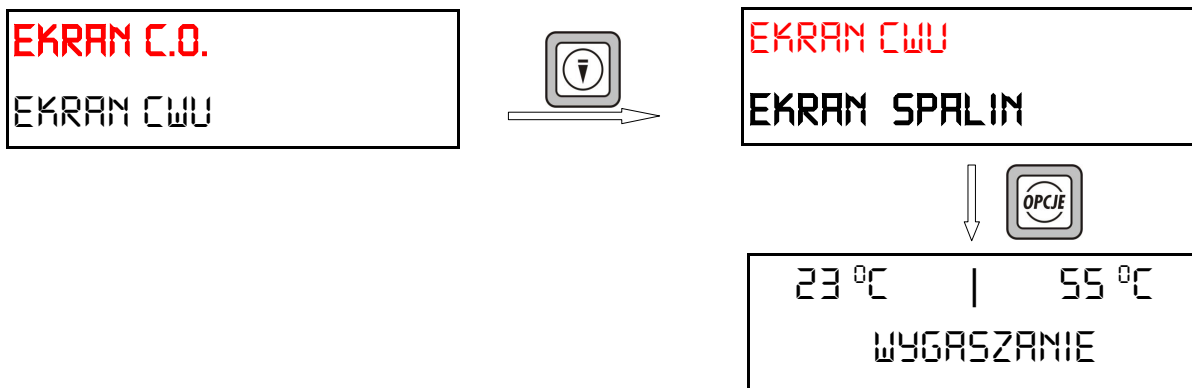 EKRAN C.O.
EKRAN CWU
EKRAN CWU
EKRAN SPALIN
OPCJE
23 °C | 55 °C
WYGASZANIE